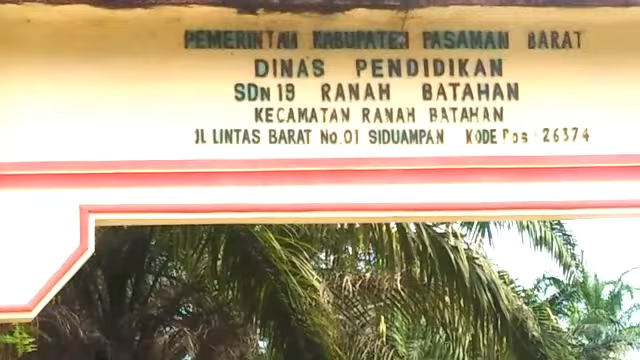 PEMERINTAH KABUPATEN PASAMAN BARAT
DINAS PENDIDIKAN
SDN 19 RANAH BATAHAN
KECAMATAN RANAH BATAHAN
JL LINTAS BARAT NO.01 SIDUAMPAN KODE POS : 26374